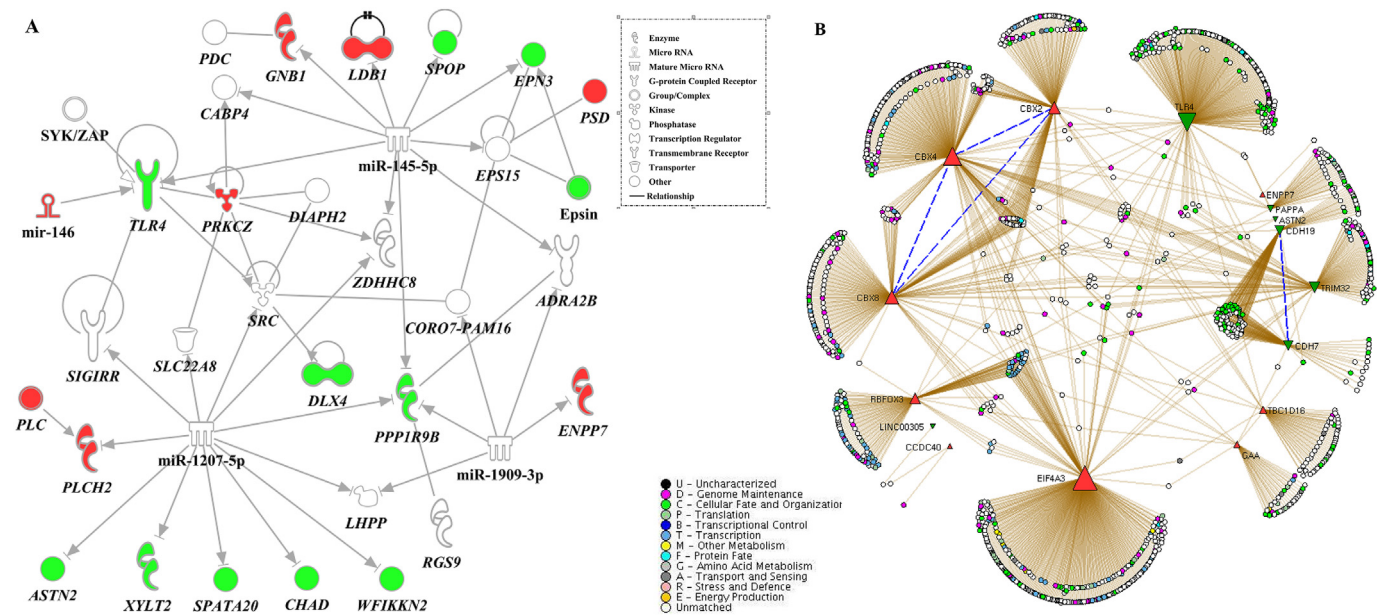 A
PDC
GNB1
LDB1
SPOP
EPN3
PSD
CABP4
SYK/ZAP
miR-145-5p
EPS15
Epsin
mir-146
TLR4
PRKCZ
DIAPH2
ZDHHC8
ADRA2B
SRC
CORO7-PAM16
SIGIRR
SLC22A8
DLX4
PLC
PPP1R9B
ENPP7
miR-1207-5p
miR-1909-3p
PLCH2
LHPP
RGS9
ASTN2
XYLT2
SPATA20
CHAD
WFIKKN2
Enzyme
Micro RNA
Mature Micro RNA
G-protein Coupled Receptor
Group/Complex
Kinase
Phosphatase
Transcription Regulator
Transmembrane Receptor
Transporter
Other
Relationship
B
CBX2
TLR4
CBX4
ENPP7
PAPPA
ASTN2
CDH19
CBX8
TRIM32
CDH7
RBFOX3
TBC1D16
LINC00305
CCDC40
GAA
EIF4A3
U - Uncharacterized
D - Genome Maintenance
C - Cellular Fate and Organization
P - Translation
B - Transcriptional Control
T - Transcription
M - Other Metabolism
F - Protein Fate
G - Amino Acid Metabolism
A - Transport and Sensing
R - Stress and Defence
E - Energy Production
Unmatched